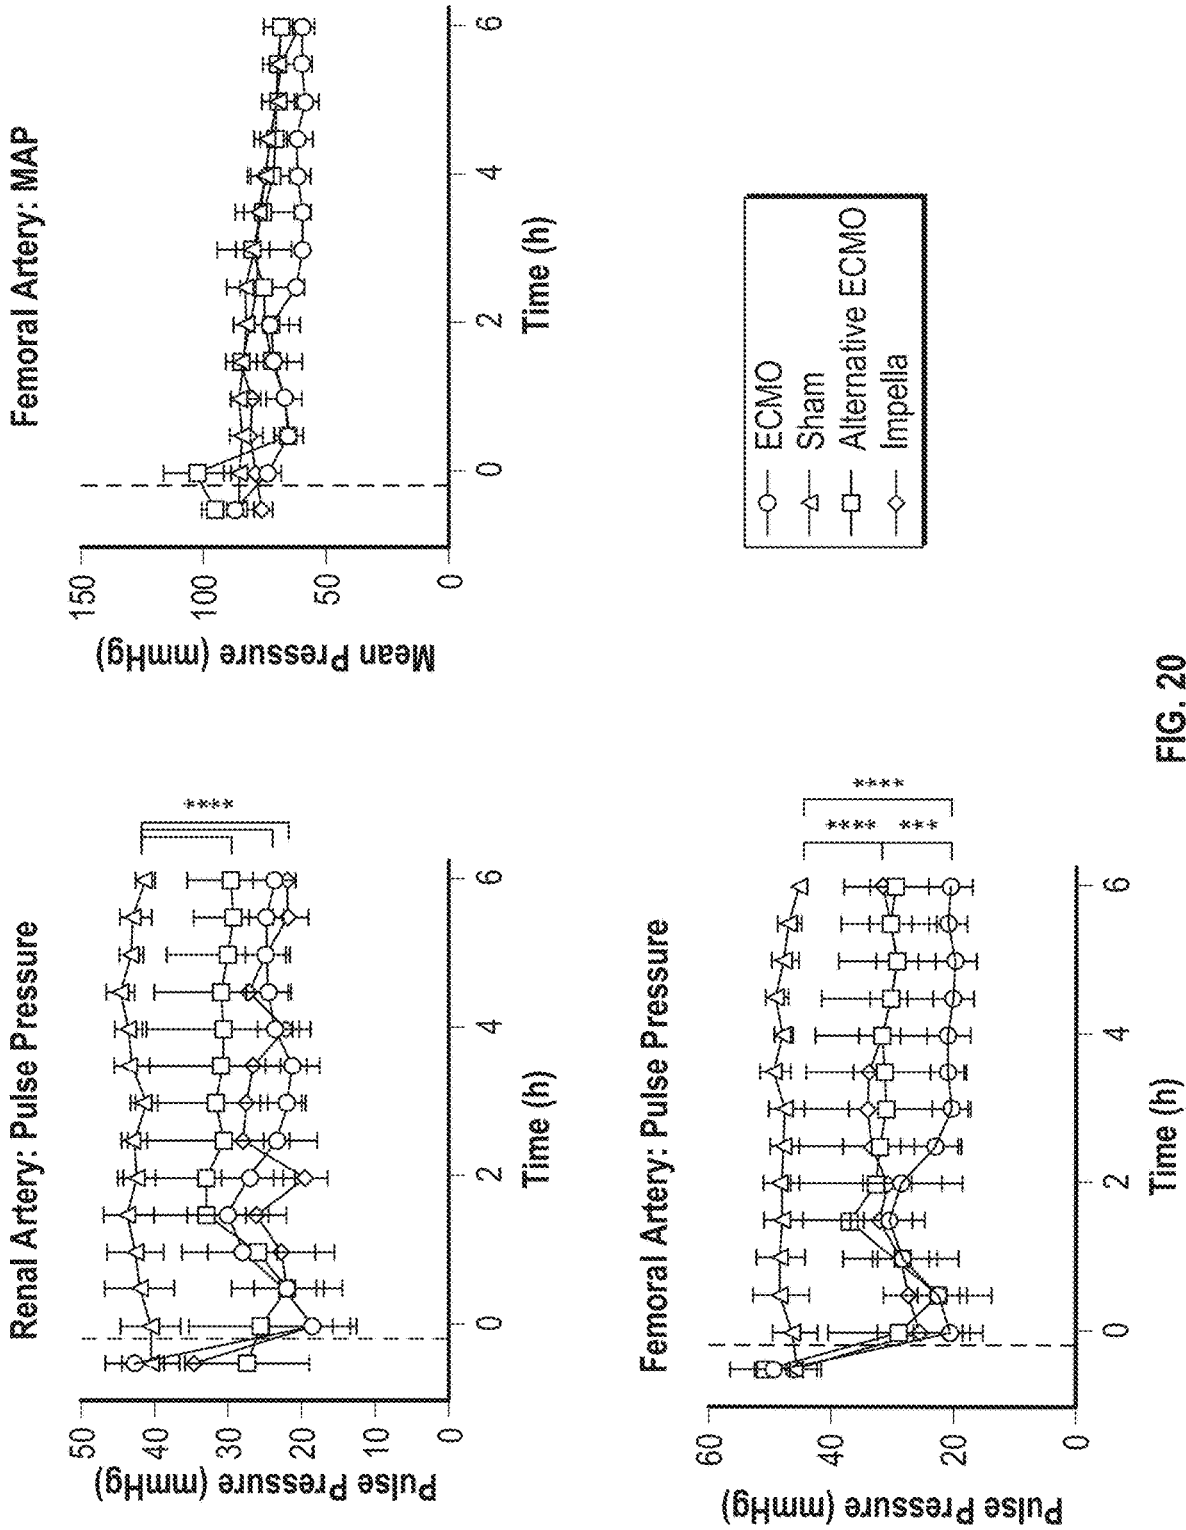 Renal Artery: Pulse Pressure
Pulse Pressure (mmHg)
50
40
30
20
10
0
0
2
4
6
Time (h)
****
Femoral Artery: MAP
Mean Pressure (mmHg)
150
100
50
0
0
2
4
6
Time (h)
Femoral Artery: Pulse Pressure
Pulse Pressure (mmHg)
60
40
20
0
0
2
4
6
Time (h)
****
***
****
ECMO
Sham
Alternative ECMO
Impella
FIG. 20